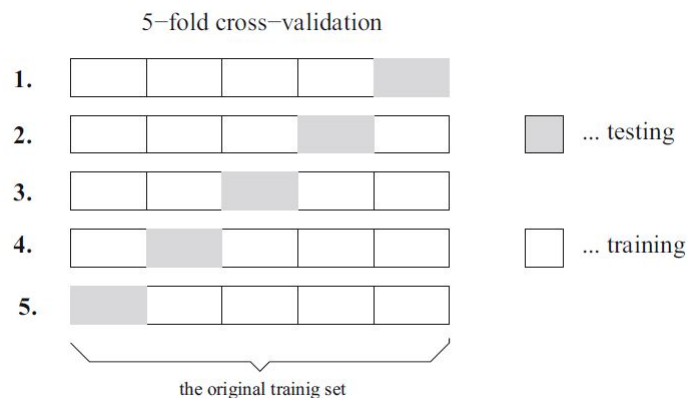 5−fold cross−validation
1.
2.
... testing
3.
4.
... training
5.
the original trainig set